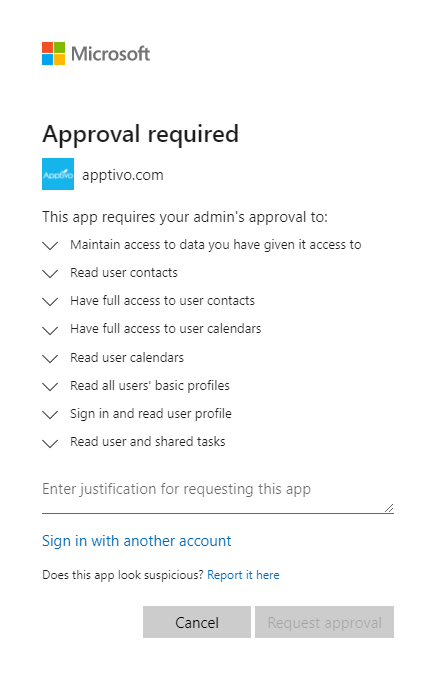 Microsoft
Approval required
Apptivo
apptivo.com
This app requires your admin's approval to:
Maintain access to data you have given it access to
Read user contacts
Have full access to user contacts
Have full access to user calendars
Read user calendars
Read all users' basic profiles
Sign in and read user profile
Read user and shared tasks
Enter justification for requesting this app
Sign in with another account
Does this app look suspicious? Report it here
Cancel
Request approval